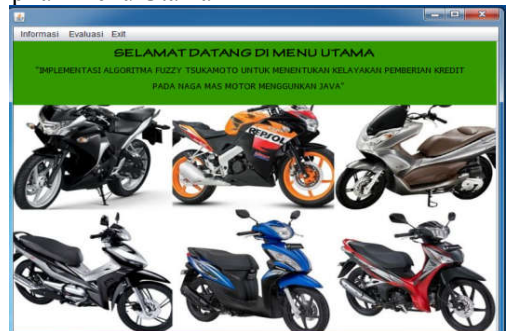 Informasi Evaluasi Exit
SELAMAT DATANG DI MENU UTAMA
"IMPLEMENTASI ALGORITMA FUZZY TSUKAMOTO UNTUK MENENTUKAN KELAYAKAN PEMBERIAN KREDIT
PADA NAGA MAS MOTOR MENGGUNKAN JAVA"
REPSOL